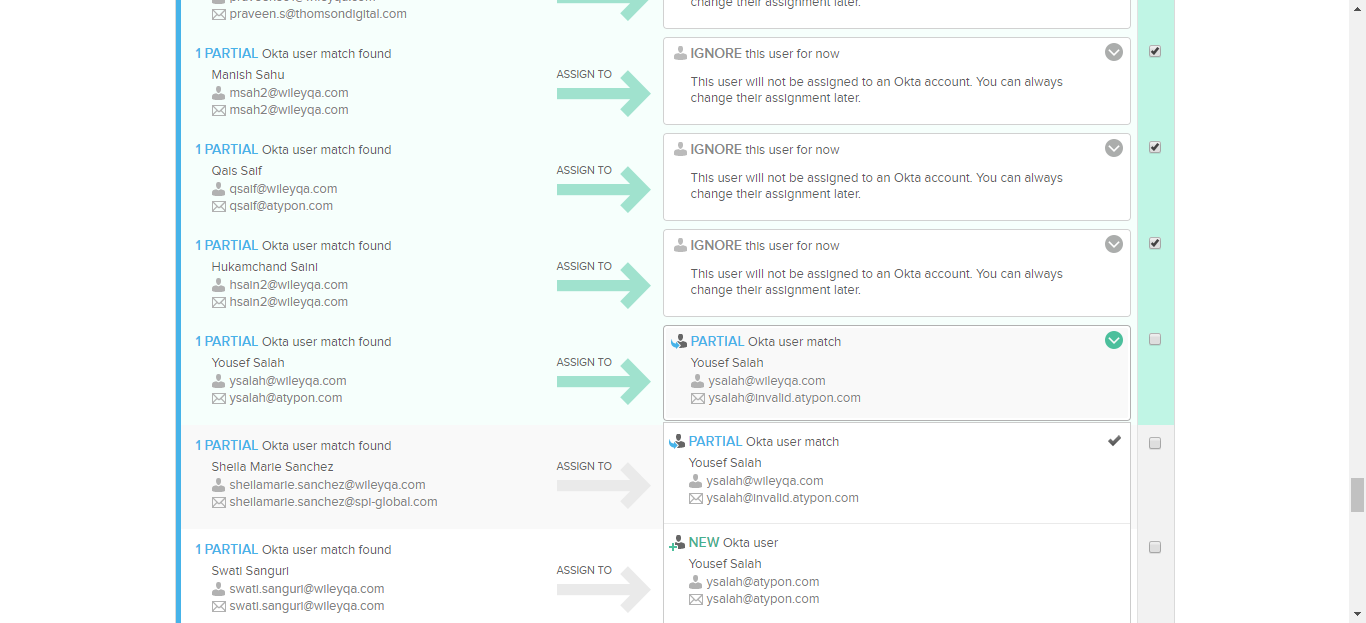 praveen.s@thomsondigital.com
change their assignment later.
1 PARTIAL Okta user match found
Manish Sahu
msah2@wileyqa.com
msah2@wileyqa.com
ASSIGN TO
IGNORE this user for now
This user will not be assigned to an Okta account. You can always
change their assignment later.
1 PARTIAL Okta user match found
Qais Saif
qsaif@wileyqa.com
qsaif@atypon.com
ASSIGN TO
IGNORE this user for now
This user will not be assigned to an Okta account. You can always
change their assignment later.
1 PARTIAL Okta user match found
Hukamchand Saini
hsain2@wileyqa.com
hsain2@wileyqa.com
ASSIGN TO
IGNORE this user for now
This user will not be assigned to an Okta account. You can always
change their assignment later.
1 PARTIAL Okta user match found
Yousef Salah
ysalah@wileyqa.com
ysalah@atypon.com
ASSIGN TO
PARTIAL Okta user match
Yousef Salah
ysalah@wileyqa.com
ysalah@invalid.atypon.com
1 PARTIAL Okta user match found
Sheila Marie Sanchez
sheilamarie.sanchez@wileyqa.com
sheilamarie.sanchez@spi-global.com
ASSIGN TO
PARTIAL Okta user match
Yousef Salah
ysalah@wileyqa.com
ysalah@invalid.atypon.com
1 PARTIAL Okta user match found
Swati Sanguri
swati.sanguri@wileyqa.com
swati.sanguri@wileyqa.com
ASSIGN TO
NEW Okta user
Yousef Salah
ysalah@atypon.com
ysalah@atypon.com